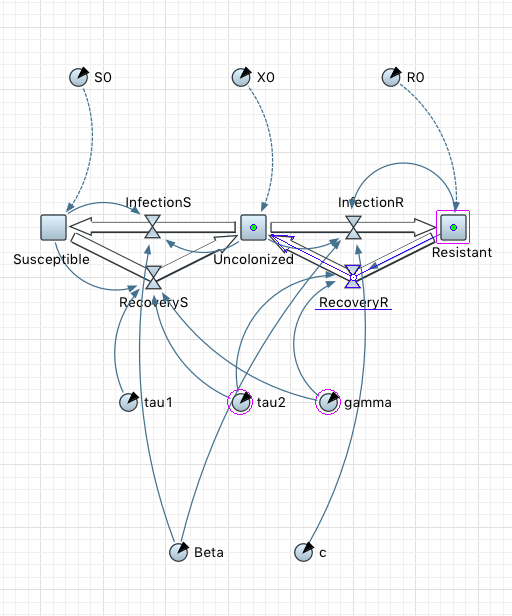 S0
X0
R0
InfectionS
InfectionR
Susceptible
Uncolonized
Resistant
RecoveryS
RecoveryR
tau1
tau2
gamma
Beta
c